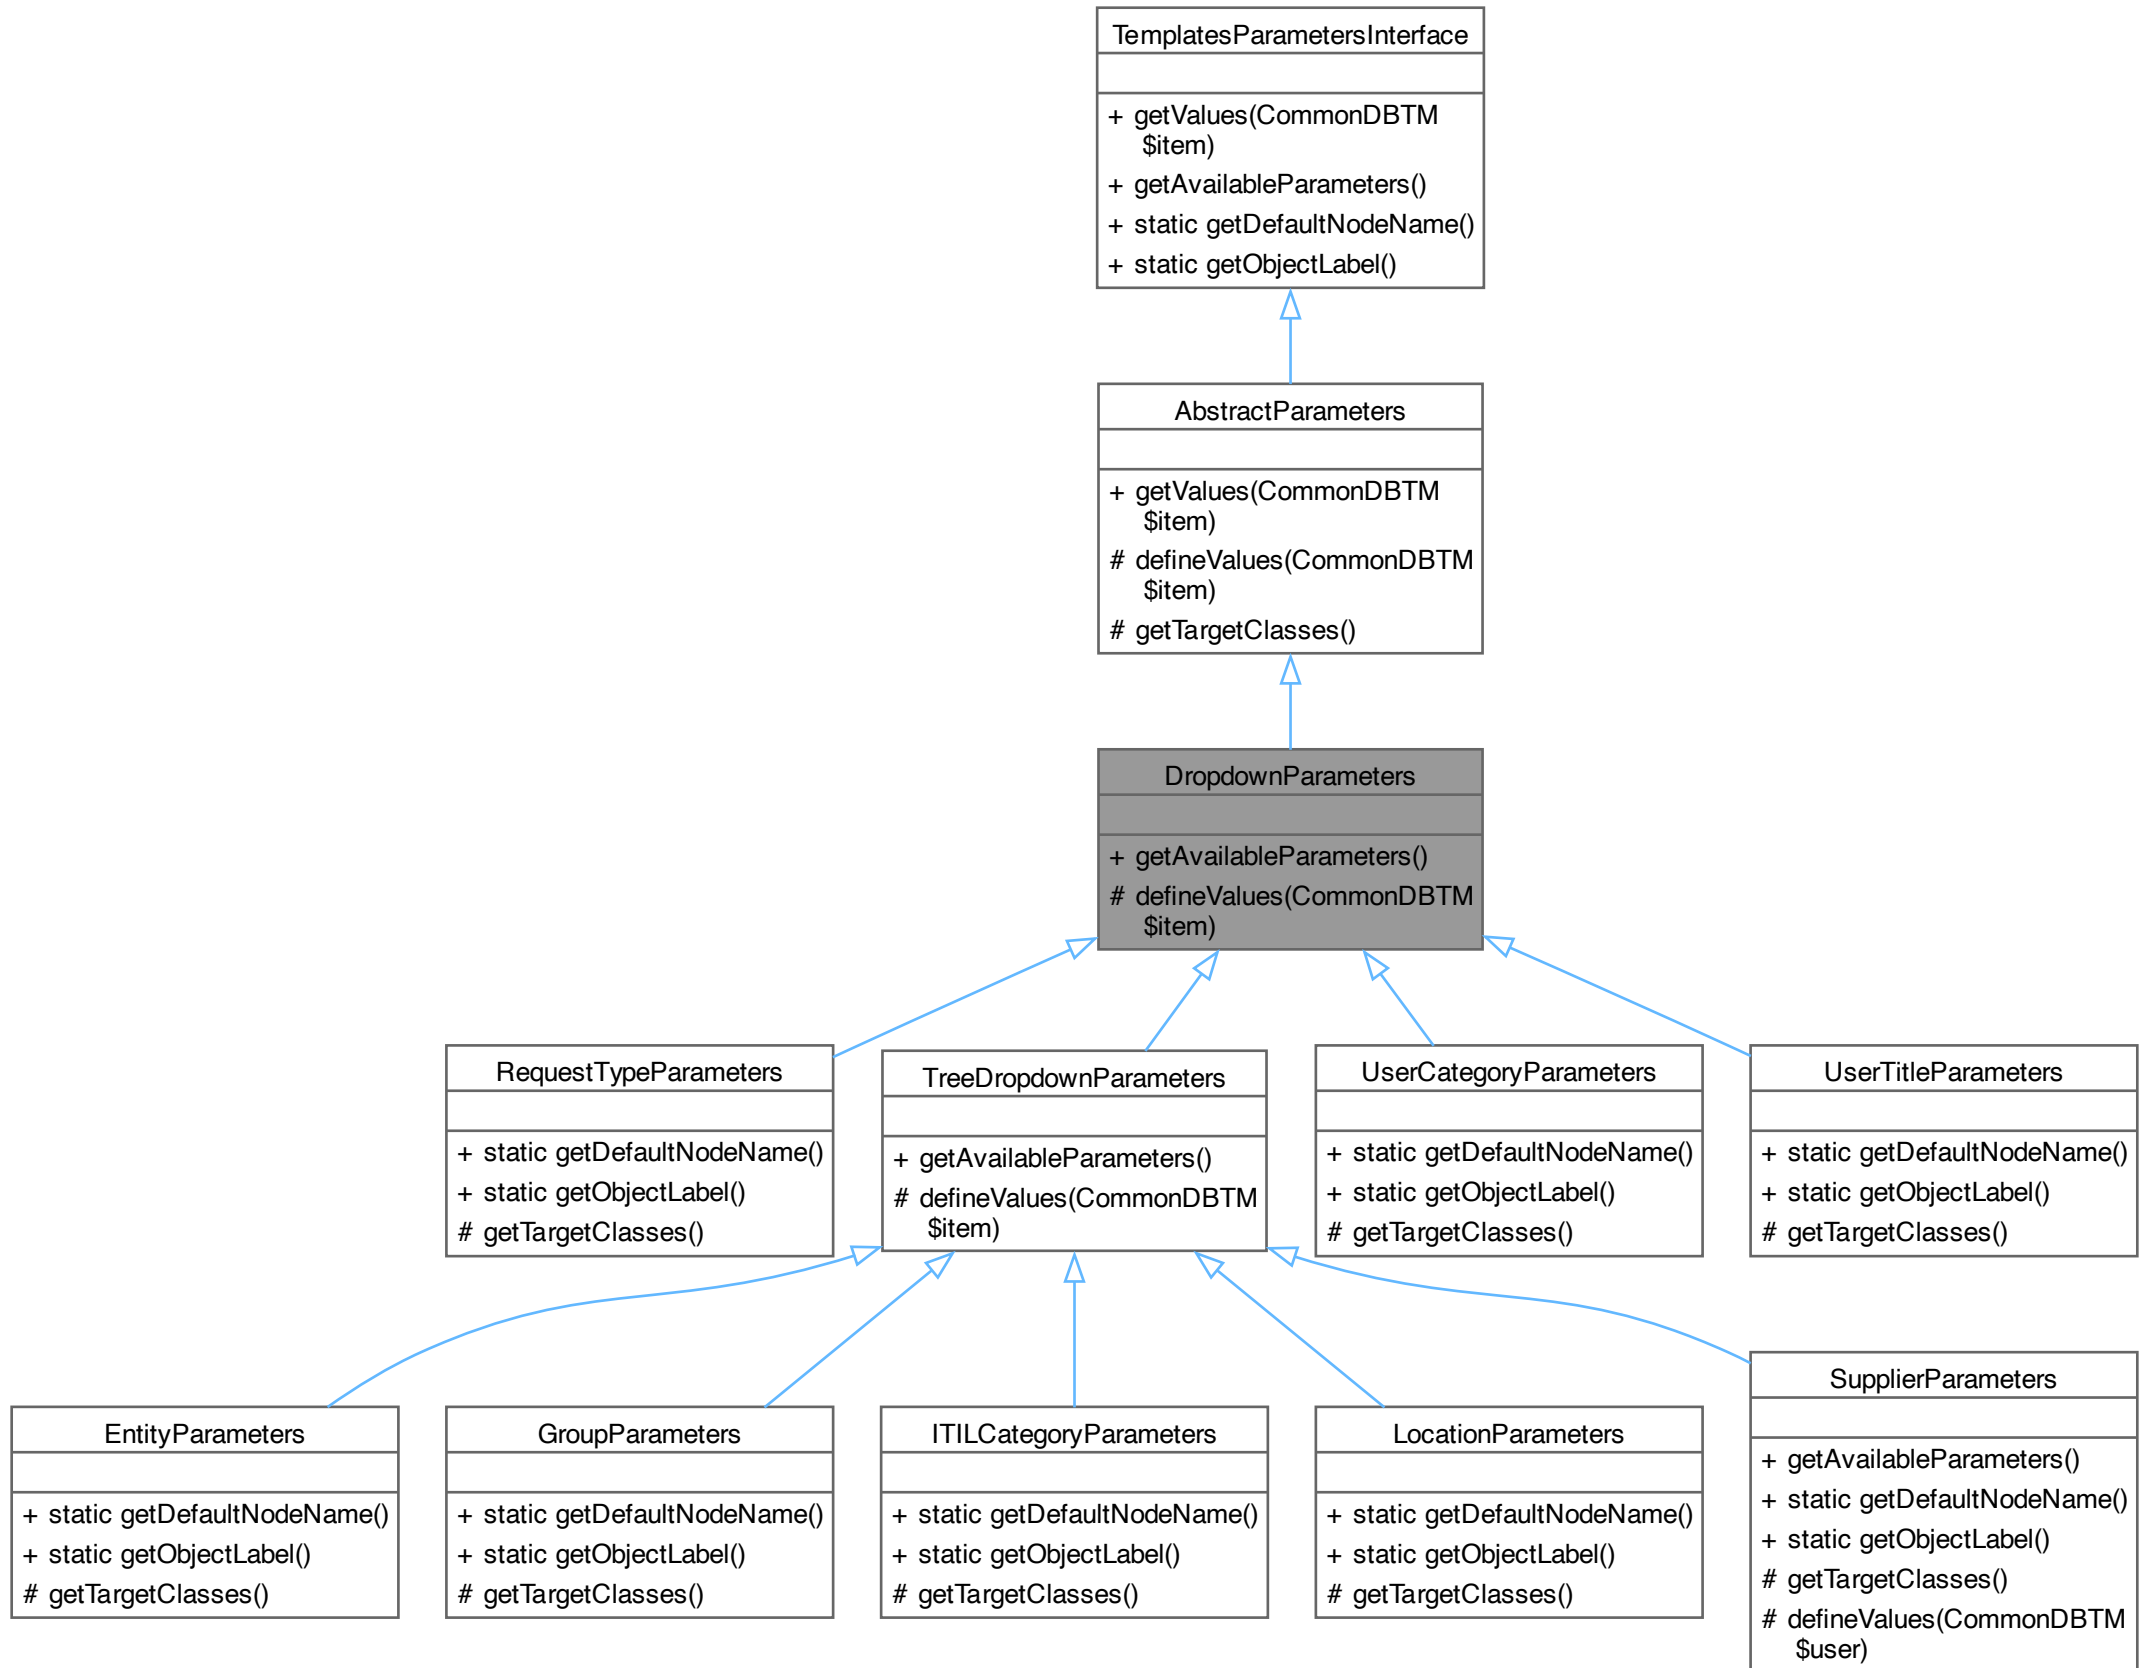 TemplatesParametersInterface
+ getValues(CommonDBTM
$item)
+ getAvailableParameters()
+ static getDefaultNodeName()
+ static getObjectLabel()
AbstractParameters
+ getValues(CommonDBTM
$item)
# defineValues(CommonDBTM
$item)
# getTargetClasses()
DropdownParameters
+ getAvailableParameters()
# defineValues(CommonDBTM
$item)
RequestTypeParameters
+ static getDefaultNodeName()
+ static getObjectLabel()
# getTargetClasses()
TreeDropdownParameters
+ getAvailableParameters()
# defineValues(CommonDBTM
$item)
UserCategoryParameters
+ static getDefaultNodeName()
+ static getObjectLabel()
# getTargetClasses()
UserTitleParameters
+ static getDefaultNodeName()
+ static getObjectLabel()
# getTargetClasses()
EntityParameters
+ static getDefaultNodeName()
+ static getObjectLabel()
# getTargetClasses()
GroupParameters
+ static getDefaultNodeName()
+ static getObjectLabel()
# getTargetClasses()
ITILCategoryParameters
+ static getDefaultNodeName()
+ static getObjectLabel()
# getTargetClasses()
LocationParameters
+ static getDefaultNodeName()
+ static getObjectLabel()
# getTargetClasses()
SupplierParameters
+ getAvailableParameters()
+ static getDefaultNodeName()
+ static getObjectLabel()
# getTargetClasses()
# defineValues(CommonDBTM
$user)